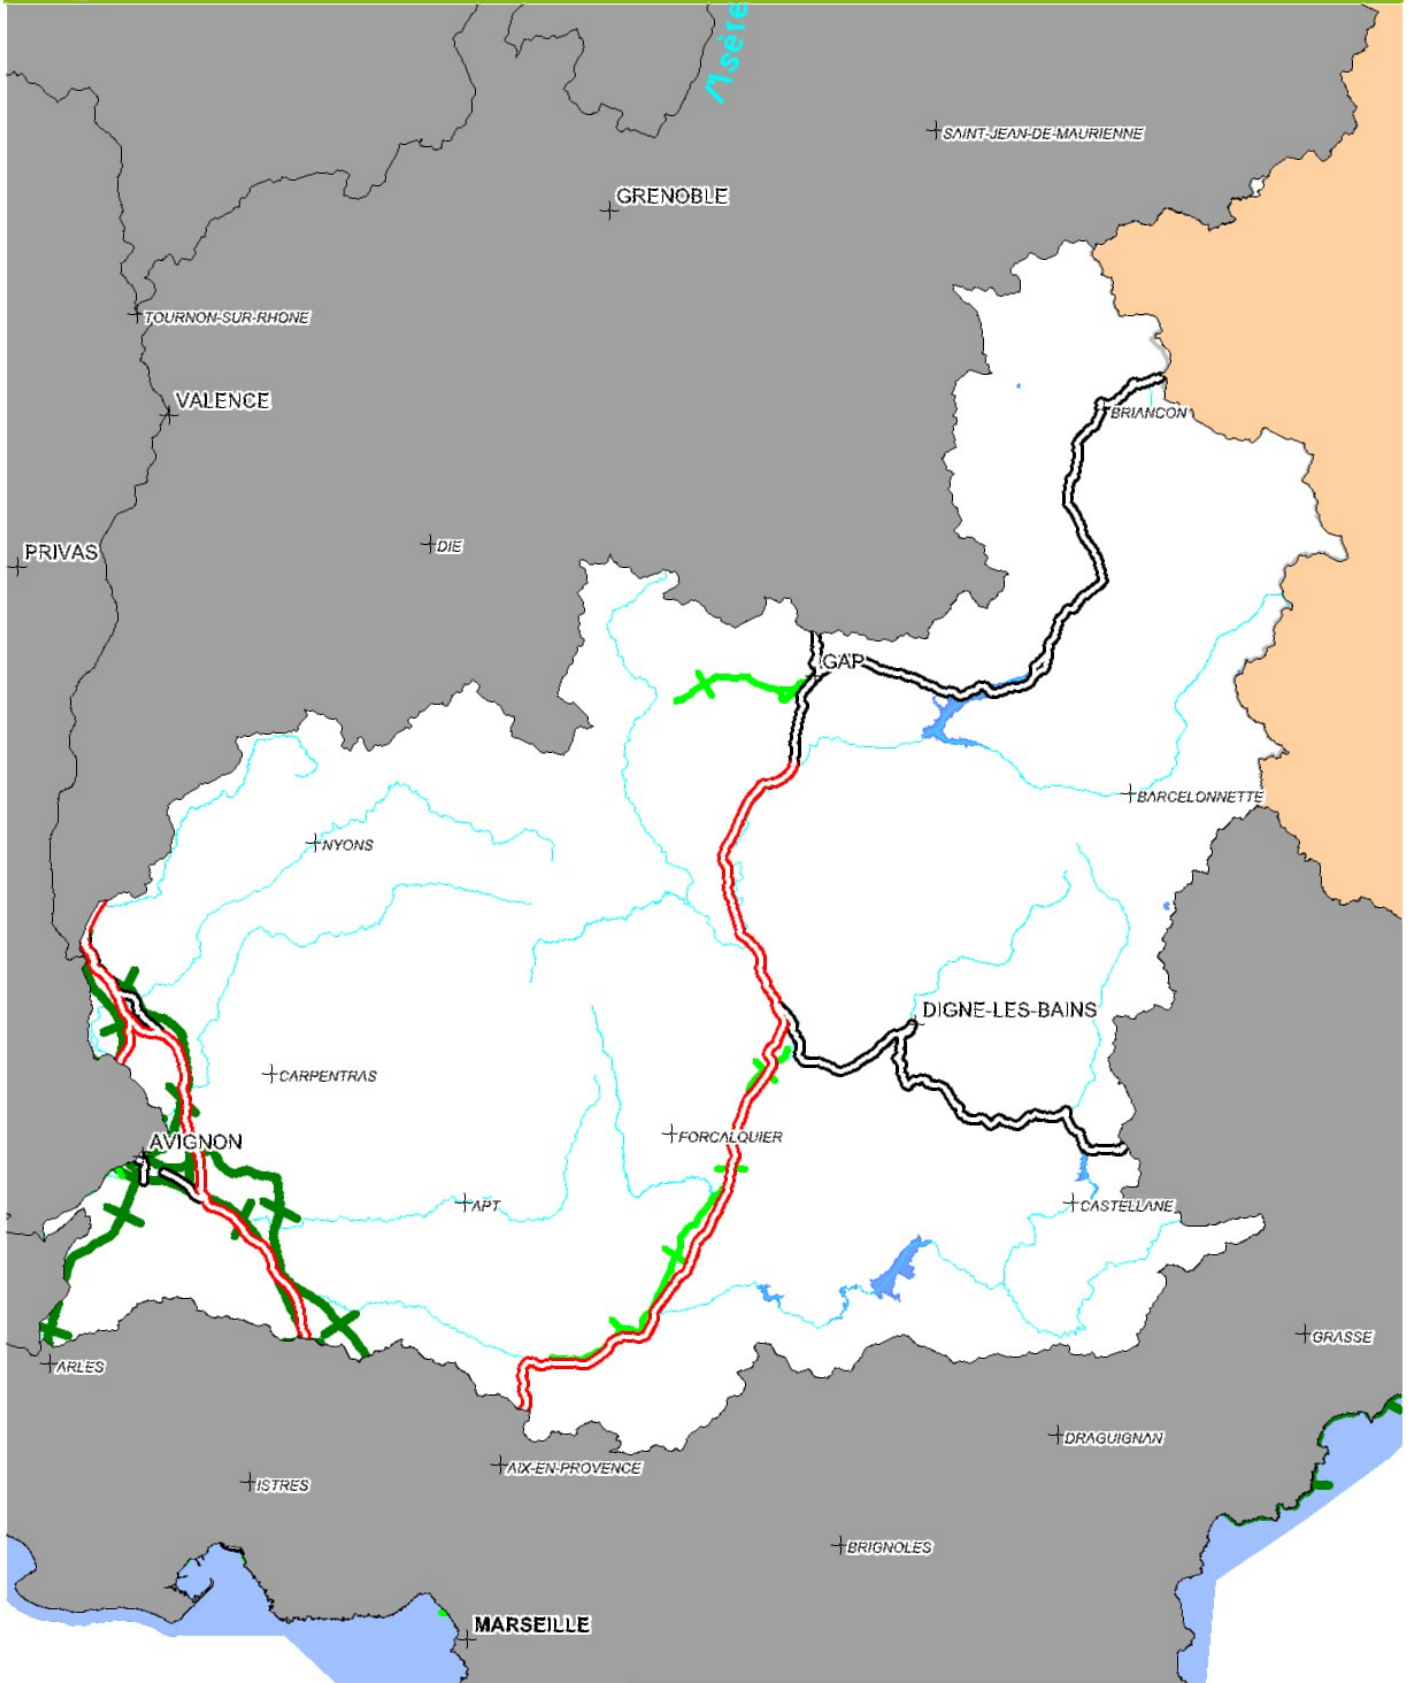 l'Isère
SAINT-JEAN-DE-MAURIENNE
GRENOBLE
TOURNON-SUR-RHONE
VALENCE
BRIANCON
PRIVAS
DIE
GAP
BARCELONNETTE
NYONS
DIGNE-LES-BAINS
CARPENTRAS
FORCALQUIER
AVIGNON
APT
CASTELLANE
GRASSE
ARLES
DRAGUIGNAN
AIX-EN-PROVENCE
ISTRES
BRIGNOLES
MARSEILLE